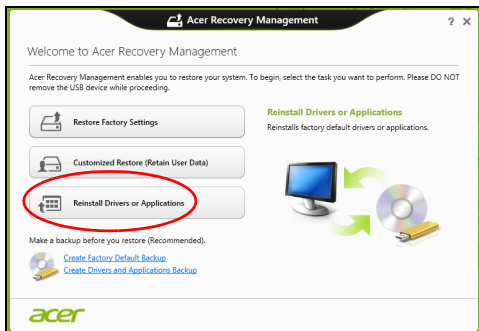 Acer Recovery Management
? X
Welcome to Acer Recovery Management
Acer Recovery Management enables you to restore your system. To begin, select the task you want to perform. Please DO NOT
remove the USB device while proceeding.
Restore Factory Settings
Customized Restore (Retain User Data)
Reinstall Drivers or Applications
Reinstall Drivers or Applications
Reinstalls factory default drivers or applications.
Make a backup before you restore (Recommended).
Create Factory Default Backup
Create Drivers and Applications Backup
acer